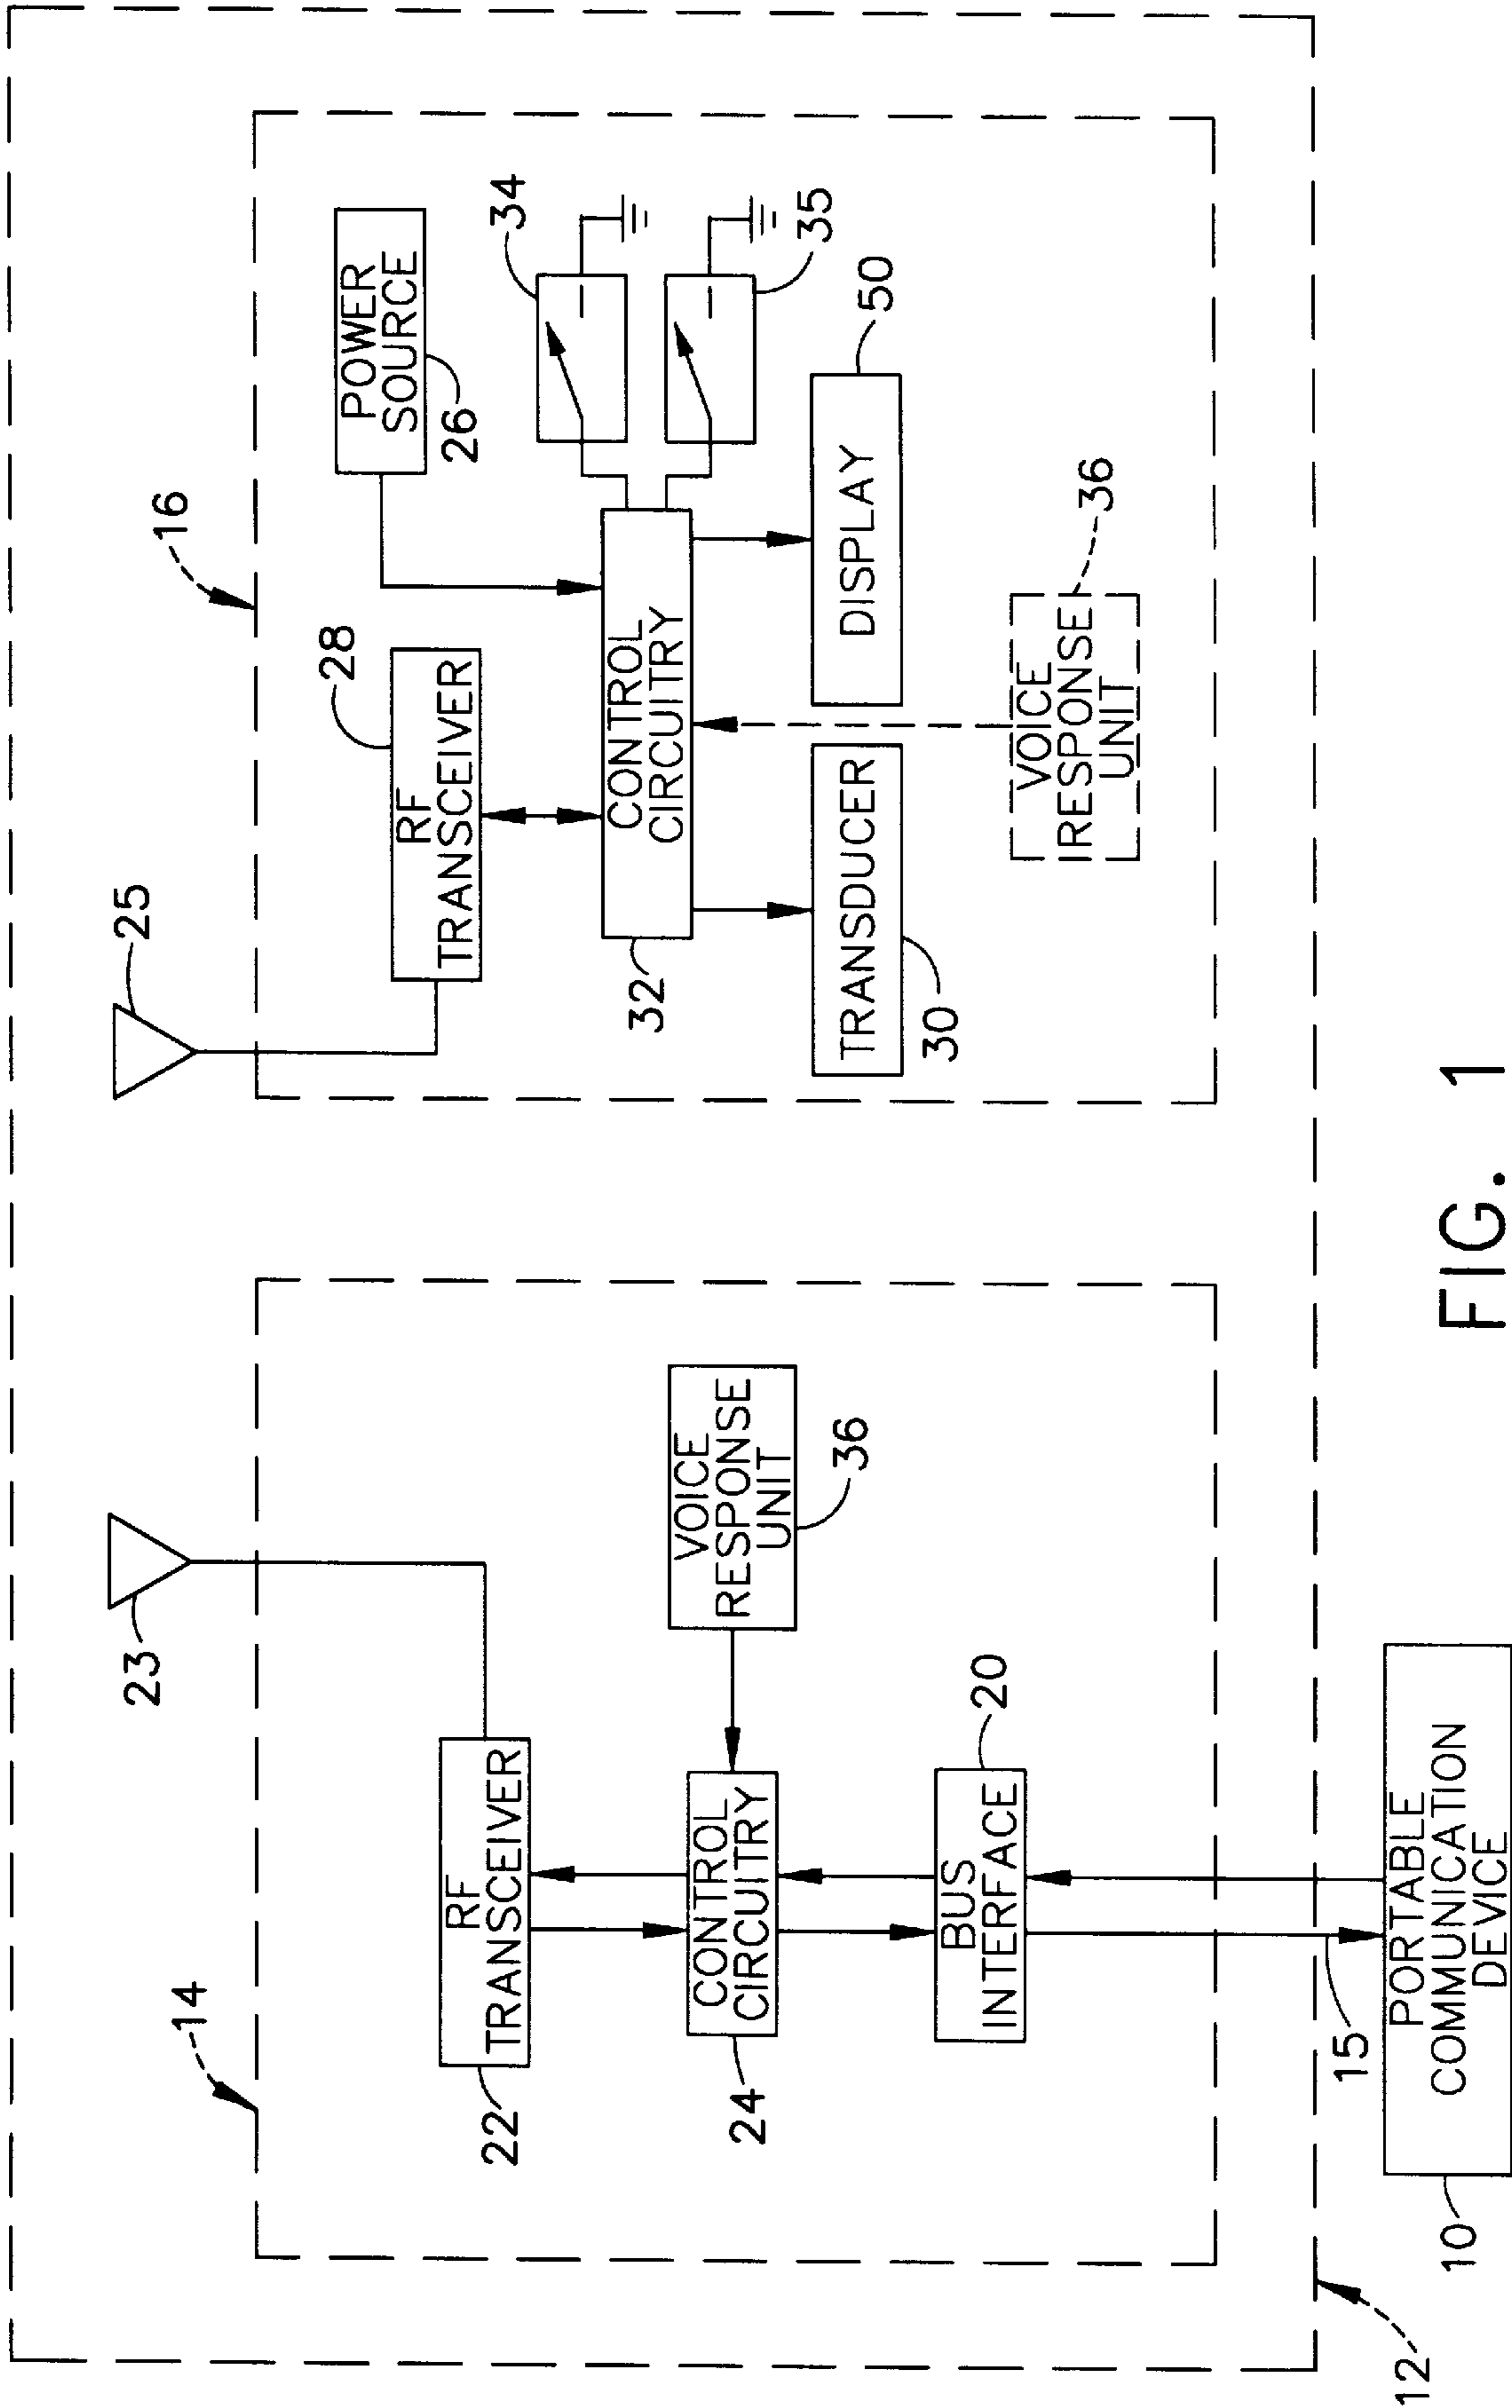 14
23
22
RF
TRANSCEIVER
VOICE
RESPONSE
UNIT
36
24
CONTROL
CIRCUITRY
20
BUS
INTERFACE
15
10
PORTABLE
COMMUNICATION
DEVICE
12
25
16
28
RF
TRANSCEIVER
POWER
SOURCE
26
34
35
32
CONTROL
CIRCUITRY
TRANSDUCER
30
DISPLAY
50
VOICE
RESPONSE
UNIT
36
FIG. 1